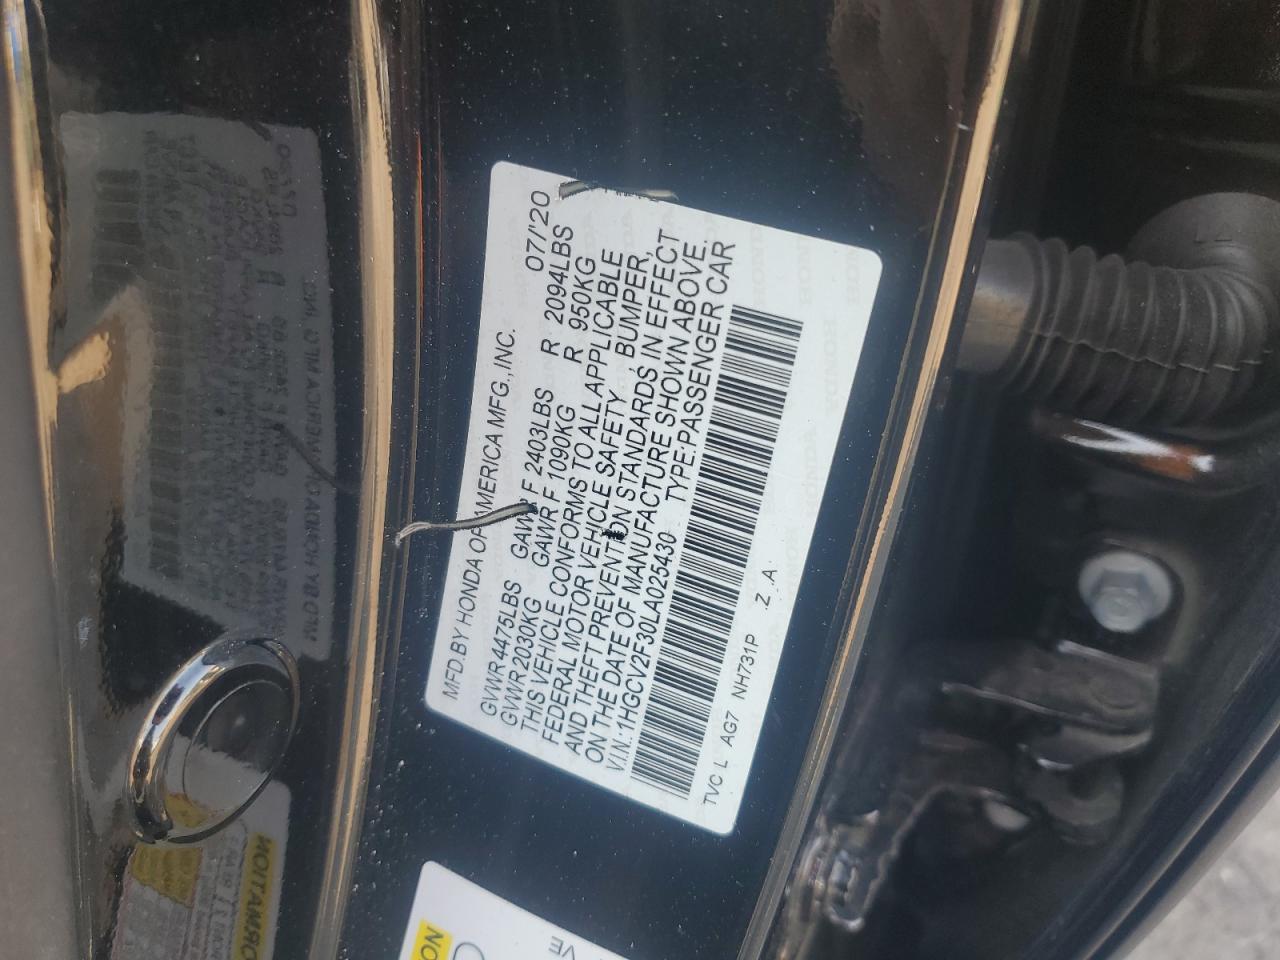 MFD.BY HONDA OF AMERICA MFG.,INC. 07/'20
GVWR 4475LBS GAWR F 2403LBS R 2094LBS
GVWR 2030KG GAWR F 1090KG R 950KG
THIS VEHICLE CONFORMS TO ALL APPLICABLE
FEDERAL MOTOR VEHICLE SAFETY, BUMPER,
AND THEFT PREVENTION STANDARDS IN EFFECT
ON THE DATE OF MANUFACTURE SHOWN ABOVE.
V.I.N.:1HGCV2F30LA025430 TYPE:PASSENGER CAR
TVC L AG7 NH731P .Z .A.